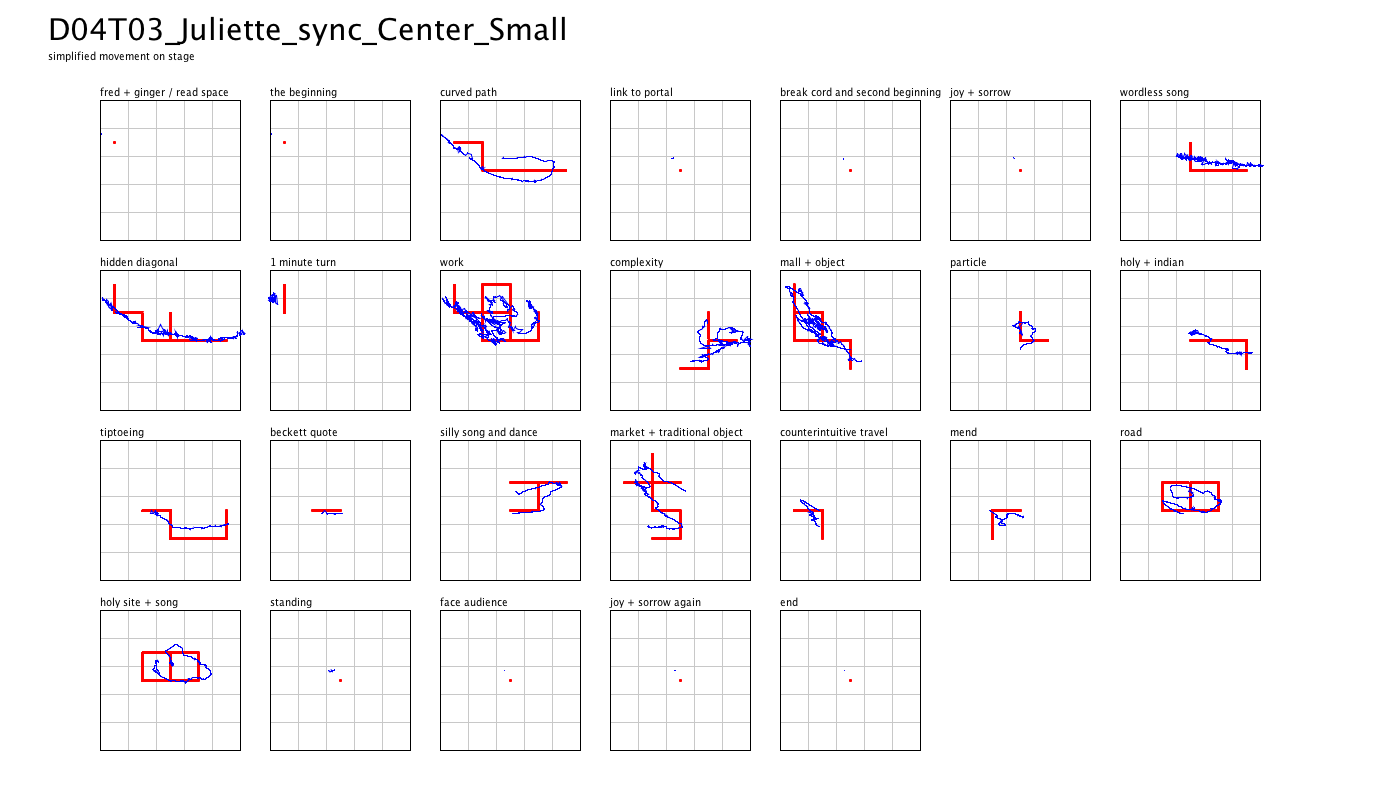 D04T03_Juliette_sync_Center_Small
simplified movement on stage
fred + ginger / read space
the beginning
curved path
link to portal
break cord and second beginning
joy + sorrow
wordless song
hidden diagonal
1 minute turn
work
complexity
mall + object
particle
holy + indian
tiptoeing
beckett quote
silly song and dance
market + traditional object
counterintuitive travel
mend
road
holy site + song
standing
face audience
joy + sorrow again
end